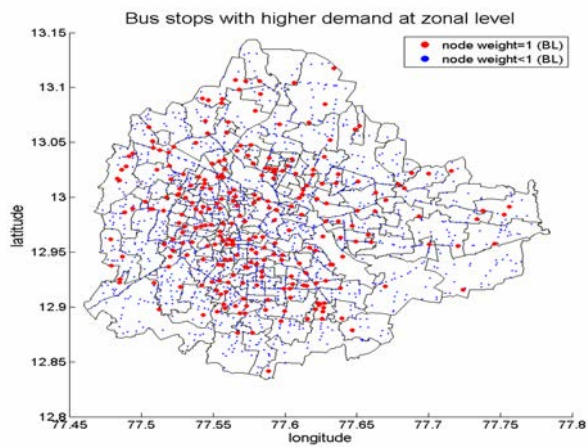 Bus stops with higher demand at zonal level
node weight=1 (BL)
node weight<1 (BL)
13.15
13.1
13.05
13
12.95
12.9
12.85
12.8
latitude
77.45 77.5 77.55 77.6 77.65 77.7 77.75 77.8
longitude